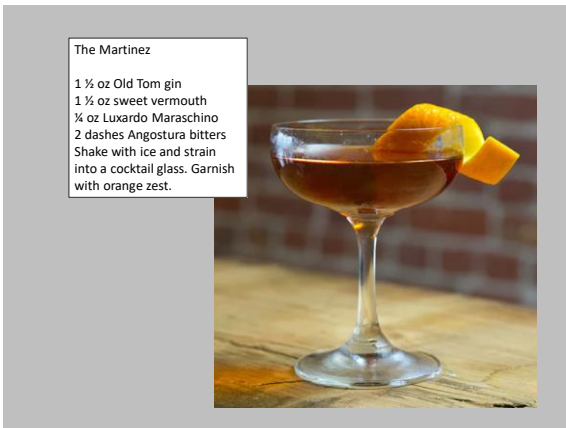 The Martinez
1 ½ oz Old Tom gin
1 ½ oz sweet vermouth
¼ oz Luxardo Maraschino
2 dashes Angostura bitters
Shake with ice and strain
into a cocktail glass. Garnish
with orange zest.